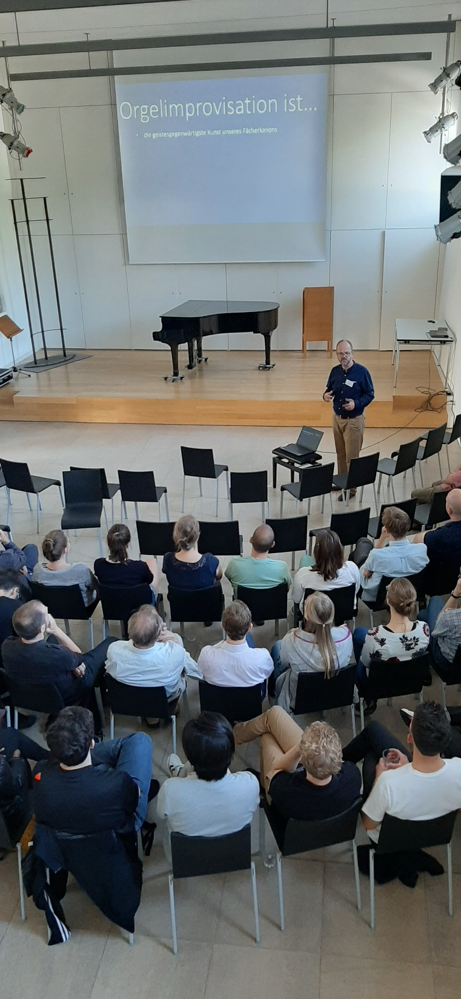 Orgelimprovisation ist...
• die geistesgegenwärtigste Kunst unseres Fächerkanons